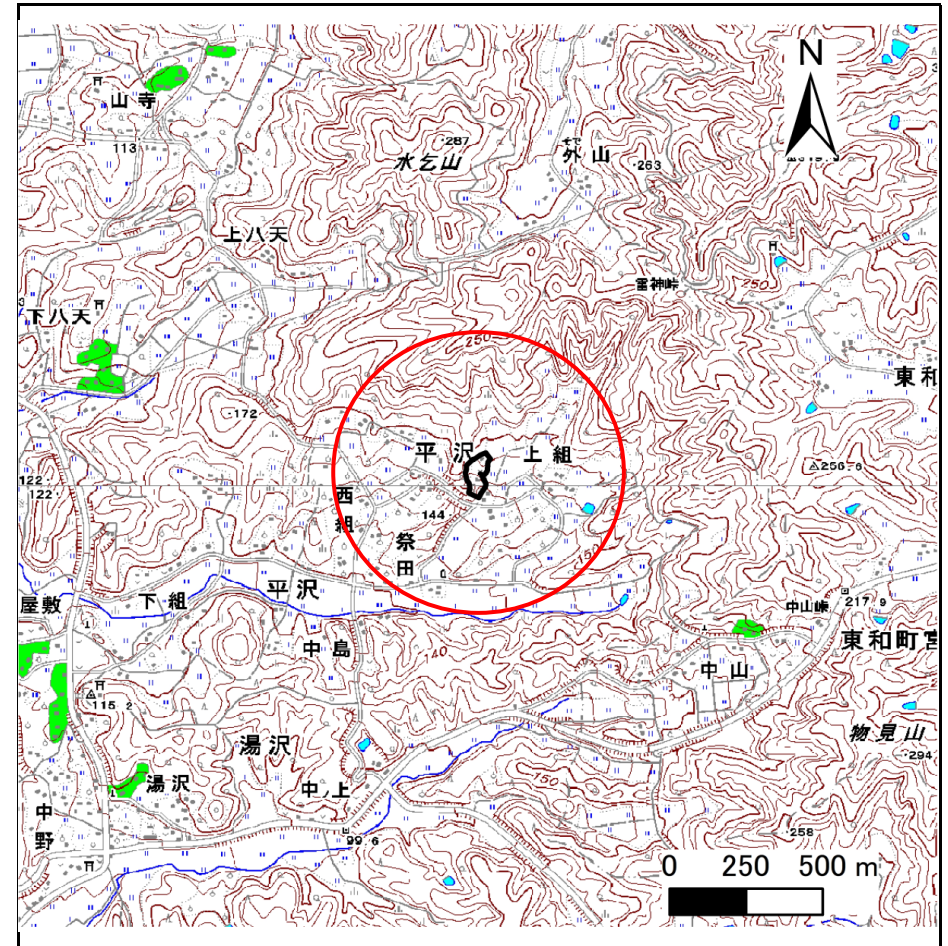 N
山寺
113
・287
水乞山
そで
外山
・263
上八天
雷神峠
250
下八天
250
東和
・172
平沢
上組
256.6
122
122・
西組
144・
祭田
15
平沢
下組
屋敷
中山峠
217.9
中島
40
東和町宮
中山
115.2
湯沢
物見山
・294
湯沢
中ノ上
150
中野
99.6
・258
0 250 500 m